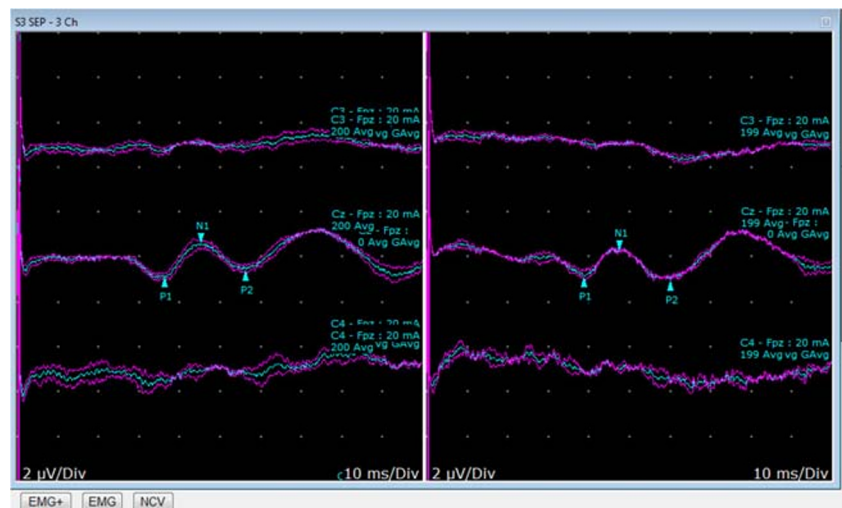 S3 SEP - 3 Ch
C3 - Fpz : 20 mA
C3 - Fpz : 20 mA
200 Avg vg GAvg
N1
Cz - Fpz : 20 mA
200 Avg - Fpz :
0 Avg GAvg
P1
P2
C4 - Fpz : 20 mA
C4 - Fpz : 20 mA
200 Avg vg GAvg
2 µV/Div
10 ms/Div
C3 - Fpz : 20 mA
199 Avg vg GAvg
N1
Cz - Fpz : 20 mA
199 Avg - Fpz :
0 Avg GAvg
P1
P2
C4 - Fpz : 20 mA
199 Avg vg GAvg
2 µV/Div
10 ms/Div
EMG+
EMG
NCV